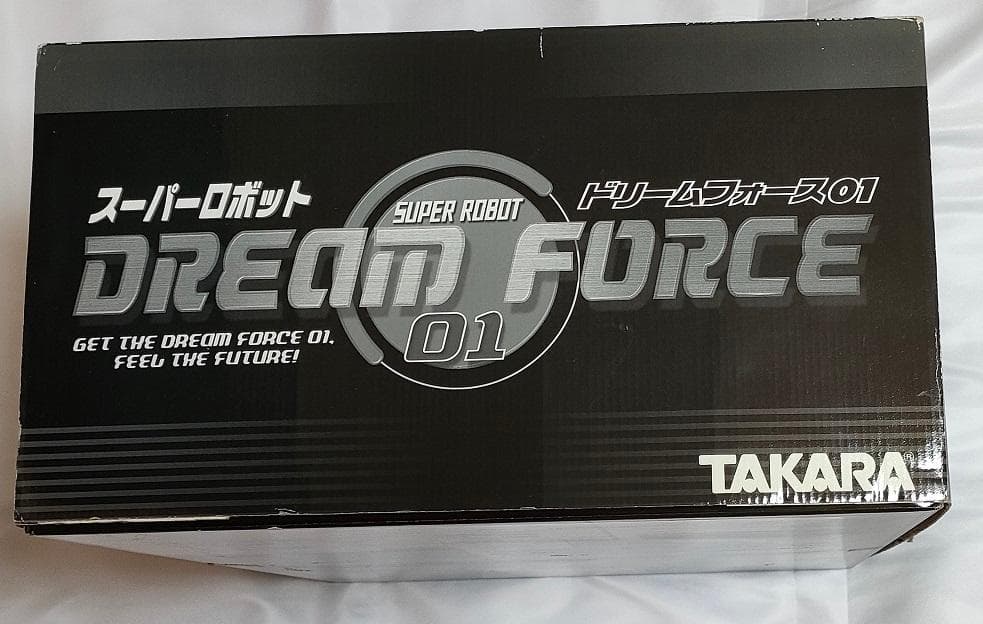 スーパーロボット
ドリームフォース01
SUPER ROBOT
DREAM FORCE
01
GET THE DREAM FORCE 01,
FEEL THE FUTURE!
TAKARA®